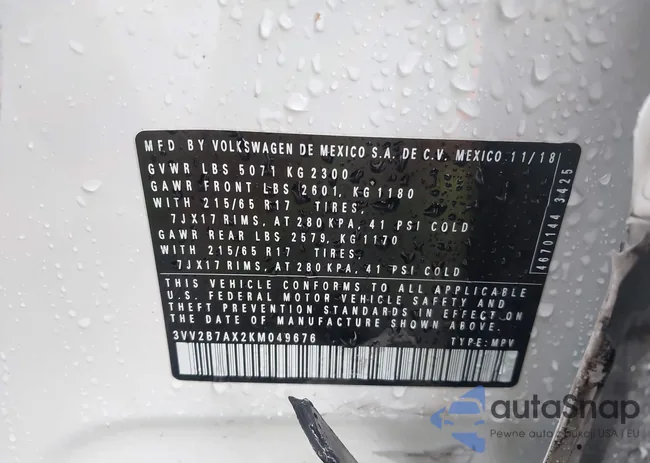 MFD. BY VOLKSWAGEN DE MEXICO S.A. DE C.V. MEXICO 11/18
GVWR LBS 5071 KG 2300
GAWR FRONT LBS 2601, KG 1180
WITH 215/65 R17 TIRES,
7JX17 RIMS, AT 280 KPA, 41 PSI COLD
GAWR REAR LBS 2579, KG 1170
WITH 215/65 R17 TIRES,
7JX17 RIMS, AT 280 KPA, 41 PSI COLD
4670144 3425
THIS VEHICLE CONFORMS TO ALL APPLICABLE
U.S. FEDERAL MOTOR VEHICLE SAFETY, AND
THEFT PREVENTION STANDARDS IN EFFECT ON
THE DATE OF MANUFACTURE SHOWN ABOVE.
3VV2B7AX2KM049676 TYPE: MPV
autoSnap
Pewne auto z aukcji USA / EU